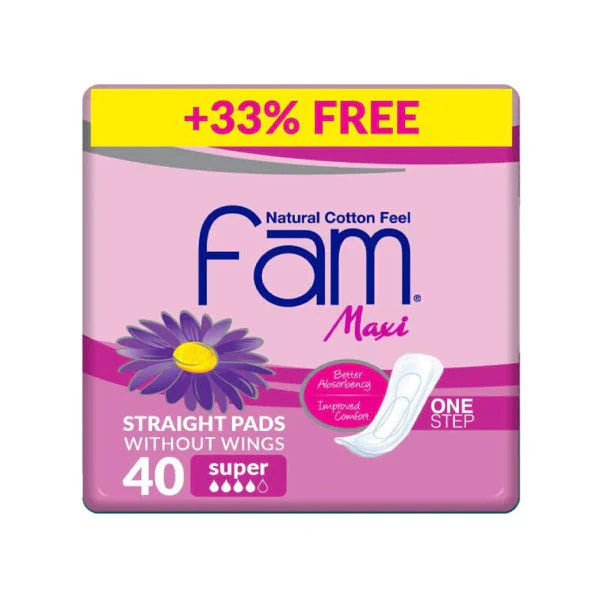 +33% FREE
Natural Cotton Feel
fam®
Maxi
Better
Absorbency
Improved
Comfort
ONE
STEP
STRAIGHT PADS
WITHOUT WINGS
40 super